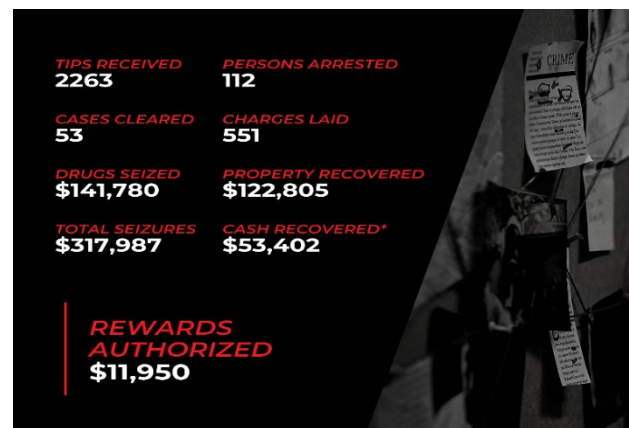 TIPS RECEIVED
2263
PERSONS ARRESTED
112
CASES CLEARED
53
CHARGES LAID
551
DRUGS SEIZED
$141,780
PROPERTY RECOVERED
$122,805
TOTAL SEIZURES
$317,987
CASH RECOVERED*
$53,402
REWARDS
AUTHORIZED
$11,950
CRIME